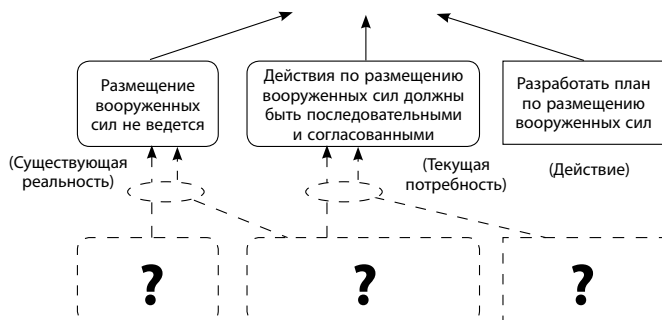 Размещение
вооруженных
сил не ведется
Действия по размещению
вооруженных сил должны
быть последовательными
и согласованными
Разработать план
по размещению
вооруженных сил
(Существующая
реальность)
(Текущая
потребность)
(Действие)
?
?
?